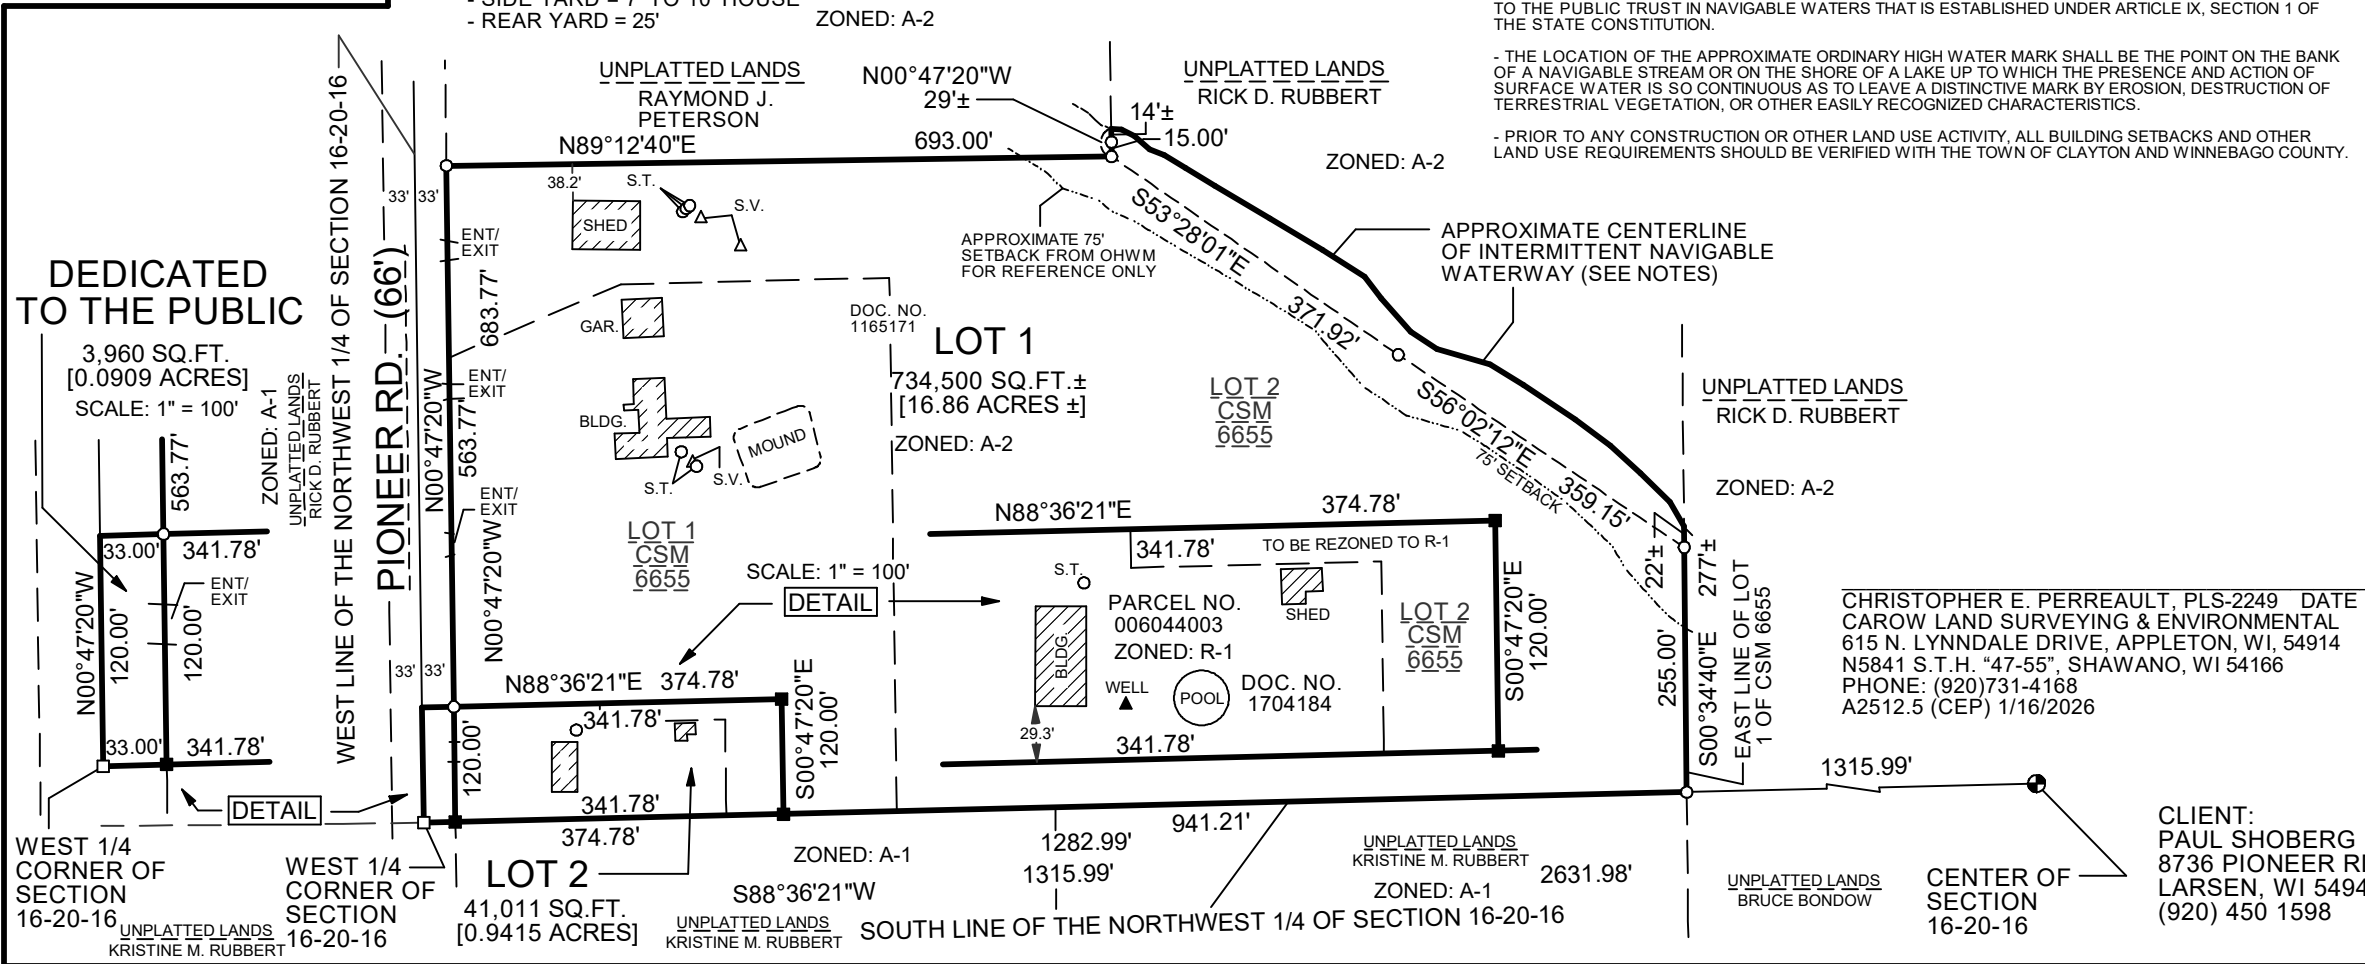 - REAR YARD = 25'
ZONED: A-2
TO THE PUBLIC TRUST IN NAVIGABLE WATERS THAT IS ESTABLISHED UNDER ARTICLE IX, SECTION 1 OF
THE STATE CONSTITUTION.
- THE LOCATION OF THE APPROXIMATE ORDINARY HIGH WATER MARK SHALL BE THE POINT ON THE BANK
OF A NAVIGABLE STREAM OR ON THE SHORE OF A LAKE UP TO WHICH THE PRESENCE AND ACTION OF
SURFACE WATER IS SO CONTINUOUS AS TO LEAVE A DISTINCTIVE MARK BY EROSION, DESTRUCTION OF
TERRESTRIAL VEGETATION, OR OTHER EASILY RECOGNIZED CHARACTERISTICS.
- PRIOR TO ANY CONSTRUCTION OR OTHER LAND USE ACTIVITY, ALL BUILDING SETBACKS AND OTHER
LAND USE REQUIREMENTS SHOULD BE VERIFIED WITH THE TOWN OF CLAYTON AND WINNEBAGO COUNTY.
UNPLATTED LANDS
RAYMOND J.
PETERSON
N00°47'20"W
29'±
UNPLATTED LANDS
RICK D. RUBBERT
14'±
15.00'
ZONED: A-2
N89°12'40"E
693.00'
38.2'
SHED
S.T.
S.V.
33' 33'
ENT/
EXIT
683.77'
S53°28'01"E
371.92'
APPROXIMATE 75'
SETBACK FROM OHWM
FOR REFERENCE ONLY
APPROXIMATE CENTERLINE
OF INTERMITTENT NAVIGABLE
WATERWAY (SEE NOTES)
DEDICATED
TO THE PUBLIC
3,960 SQ.FT.
[0.0909 ACRES]
SCALE: 1" = 100'
ZONED: A-1
UNPLATTED LANDS
RICK D. RUBBERT
WEST LINE OF THE NORTHWEST 1/4 OF SECTION 16-20-16
PIONEER RD. (66')
GAR.
DOC. NO.
1165171
LOT 1
734,500 SQ.FT.±
[16.86 ACRES ±]
ZONED: A-2
LOT 2
CSM
6655
UNPLATTED LANDS
RICK D. RUBBERT
ZONED: A-2
ENT/
EXIT
N00°47'20"W
563.77'
BLDG.
MOUND
S.T.
S.V.
S56°02'12"E
359.15'
75' SETBACK
ENT/
EXIT
LOT 1
CSM
6655
N00°47'20"W
563.77'
33.00'
341.78'
N00°47'20"W
120.00'
120.00'
ENT/
EXIT
33.00'
341.78'
DETAIL
WEST 1/4
CORNER OF
SECTION
16-20-16
UNPLATTED LANDS
KRISTINE M. RUBBERT
SCALE: 1" = 100'
DETAIL
N88°36'21"E
374.78'
341.78'
TO BE REZONED TO R-1
S.T.
BLDG.
PARCEL NO.
006044003
ZONED: R-1
SHED
LOT 2
CSM
6655
WELL
POOL
DOC. NO.
1704184
29.3'
341.78'
S00°47'20"E
120.00'
22'±
277'±
255.00'
S00°34'40"E
EAST LINE OF LOT
1 OF CSM 6655
CHRISTOPHER E. PERREAULT, PLS-2249 DATE
CAROW LAND SURVEYING & ENVIRONMENTAL
615 N. LYNNDALE DRIVE, APPLETON, WI, 54914
N5841 S.T.H. “47-55”, SHAWANO, WI 54166
PHONE: (920)731-4168
A2512.5 (CEP) 1/16/2026
33' 33'
N88°36'21"E 374.78'
341.78'
120.00'
S00°47'20"E
120.00'
341.78'
374.78'
WEST 1/4
CORNER OF
SECTION
16-20-16
LOT 2
41,011 SQ.FT.
[0.9415 ACRES]
ZONED: A-1
S88°36'21"W
UNPLATTED LANDS
KRISTINE M. RUBBERT
1282.99'
1315.99'
941.21'
UNPLATTED LANDS
KRISTINE M. RUBBERT
ZONED: A-1
2631.98'
SOUTH LINE OF THE NORTHWEST 1/4 OF SECTION 16-20-16
1315.99'
UNPLATTED LANDS
BRUCE BONDOW
CENTER OF
SECTION
16-20-16
CLIENT:
PAUL SHOBERG
8736 PIONEER
LARSEN, WI
(920) 450 1598